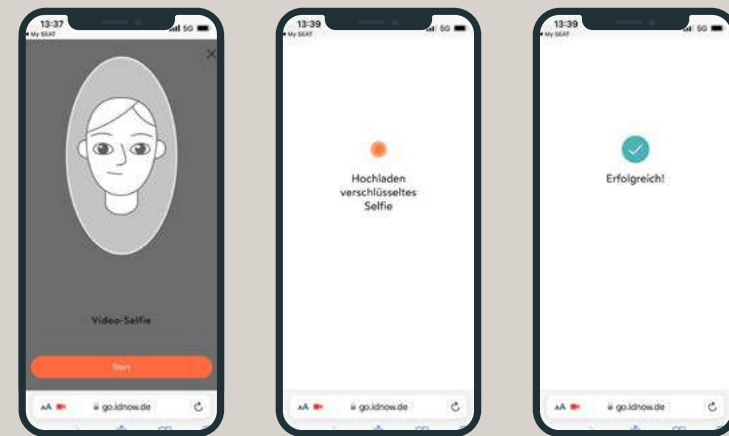 13:37
5G
My SEAT
Video-Selfie
Start
AA
go.idnow.de
13:39
5G
My SEAT
Hochladen
verschlüsseltes
Selfie
AA
go.idnow.de
13:39
5G
My SEAT
Erfolgreich!
AA
go.idnow.de